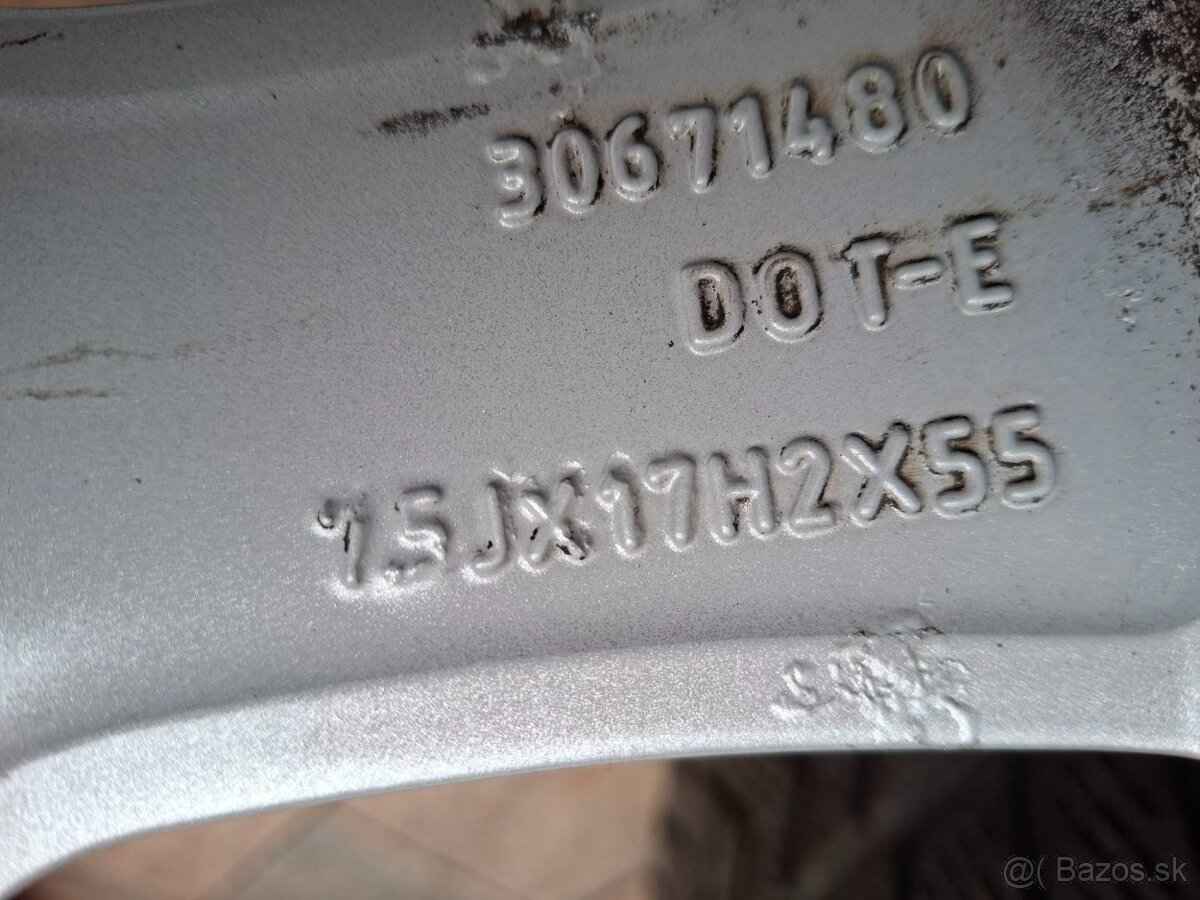 30671480
DOT-E
7.5JX17H2X55
@( Bazos.sk